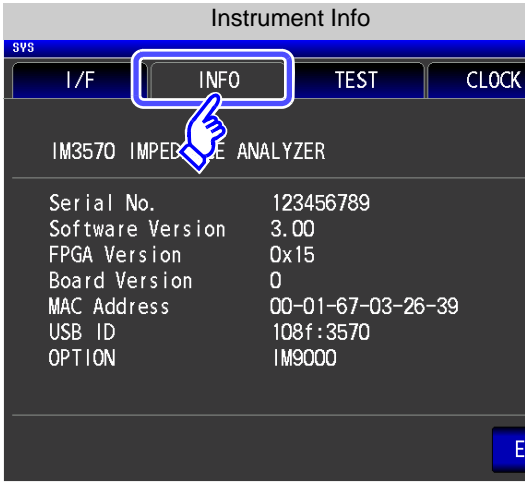 Instrument Info
SYS
I/F INFO TEST CLOCK
IM3570 IMPED E ANALYZER
Serial No. 123456789
Software Version 3.00
FPGA Version 0x15
Board Version 0
MAC Address 00-01-67-03-26-39
USB ID 108f:3570
OPTION IM9000
E